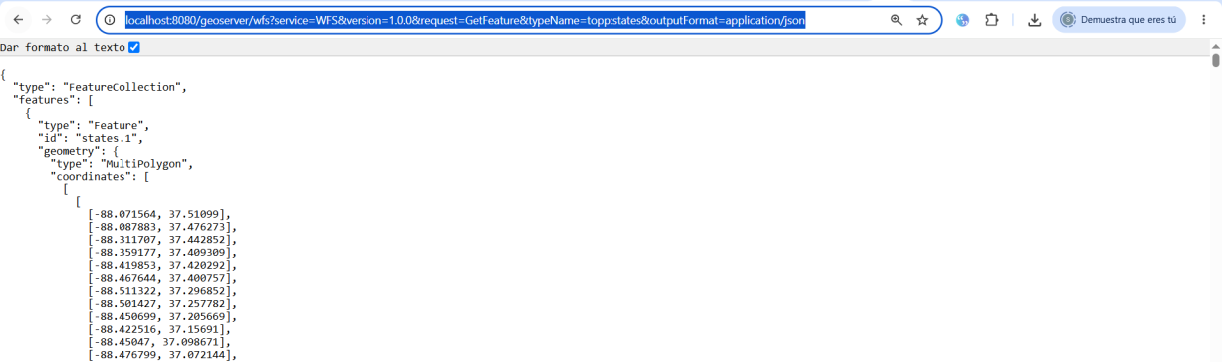 localhost:8080/geoserver/wfs?service=WFS&version=1.0.0&request=GetFeature&typeName=topp:states&outputFormat=application/json
Demuestra que eres tú
Dar formato al texto
{
"type": "FeatureCollection",
"features": [
{
"type": "Feature",
"id": "states.1",
"geometry": {
"type": "MultiPolygon",
"coordinates": [
[
[
[-88.071564, 37.51099],
[-88.087883, 37.476273],
[-88.311707, 37.442852],
[-88.359177, 37.409309],
[-88.419853, 37.420292],
[-88.467644, 37.400757],
[-88.511322, 37.296852],
[-88.501427, 37.257782],
[-88.450699, 37.205669],
[-88.422516, 37.15691],
[-88.45047, 37.098671],
[-88.476799, 37.072144],